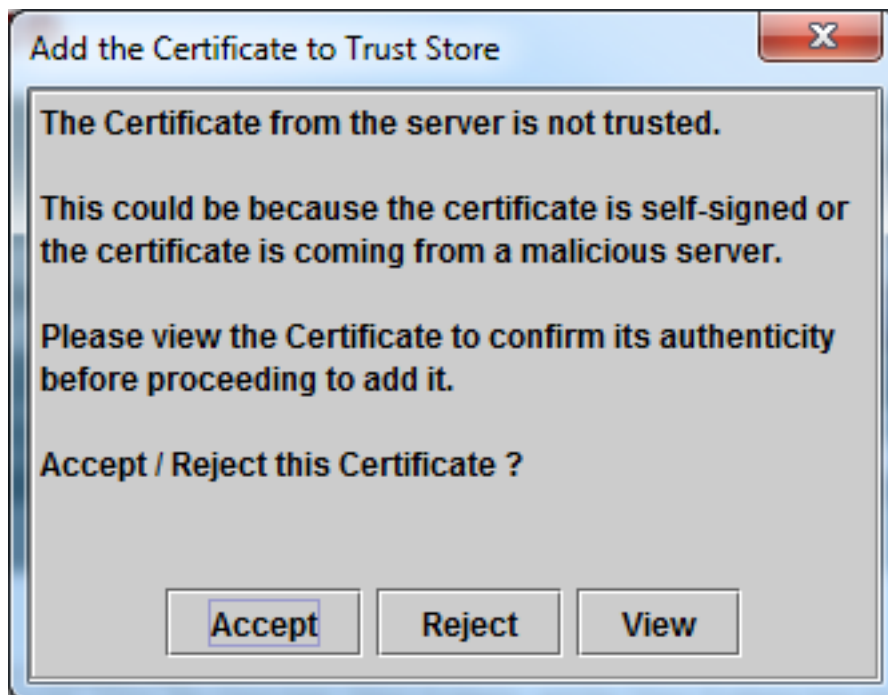 Add the Certificate to Trust Store
The Certificate from the server is not trusted.
This could be because the certificate is self-signed or
the certificate is coming from a malicious server.
Please view the Certificate to confirm its authenticity
before proceeding to add it.
Accept / Reject this Certificate ?
Accept Reject View